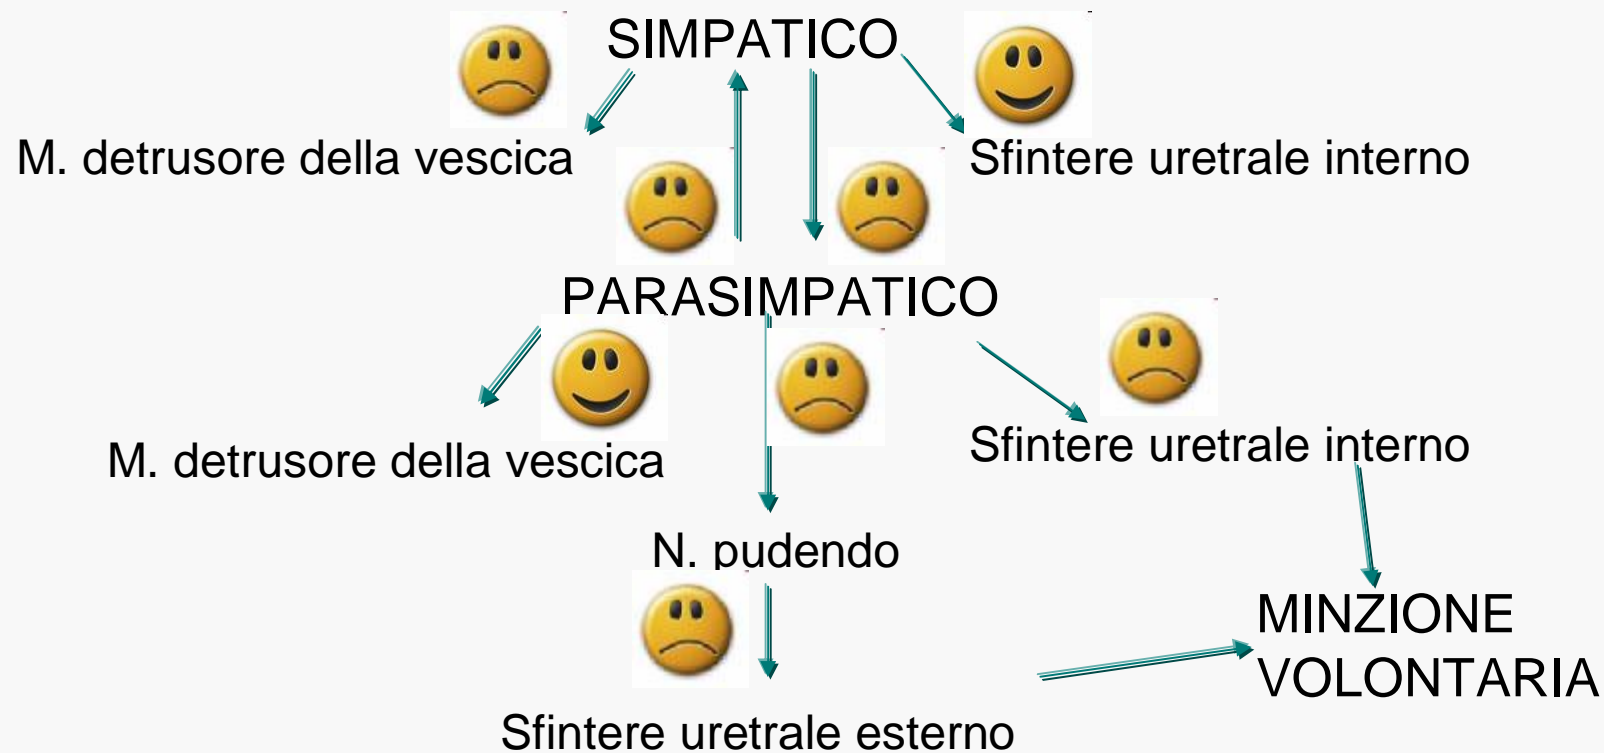 SIMPATICO
M. detrusore della vescica
Sfintere uretrale interno
PARASIMPATICO
M. detrusore della vescica
Sfintere uretrale interno
N. pudendo
MINZIONE
VOLONTARIA
Sfintere uretrale esterno